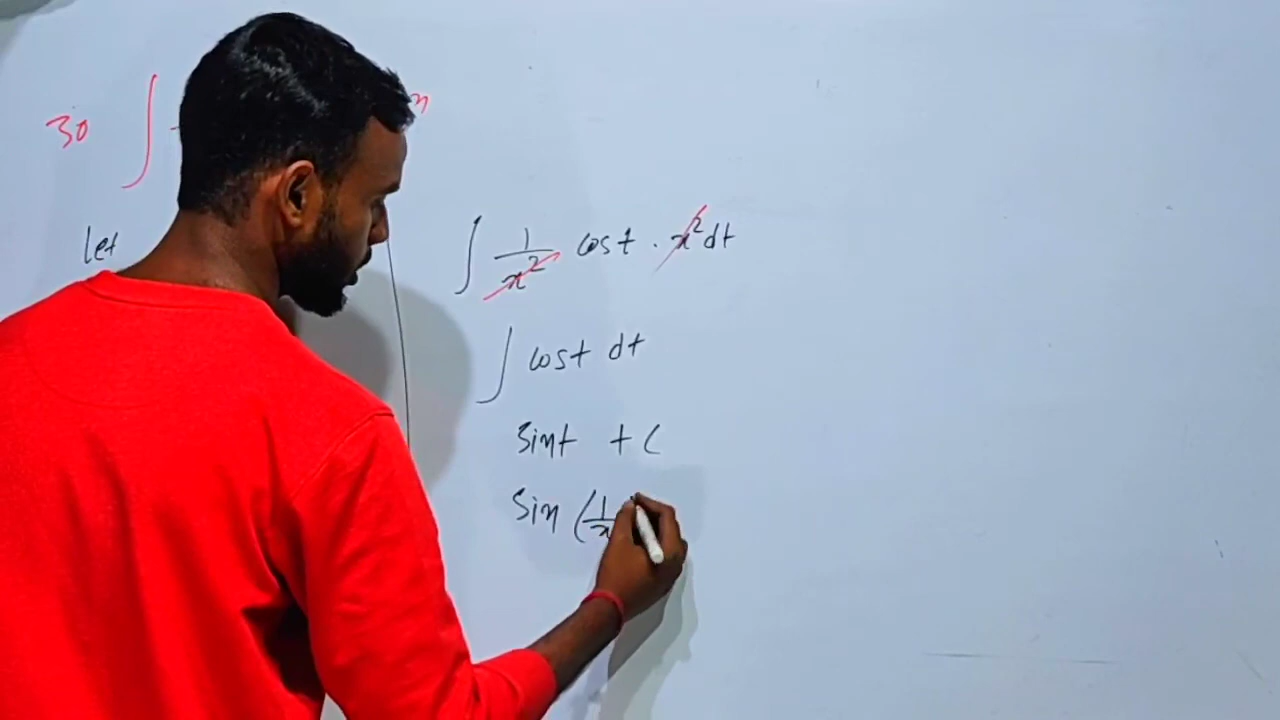 30 ∫
let
∫ 1/x² cost · x² dt
∫ cost dt
Sint + C
Sin (1/x